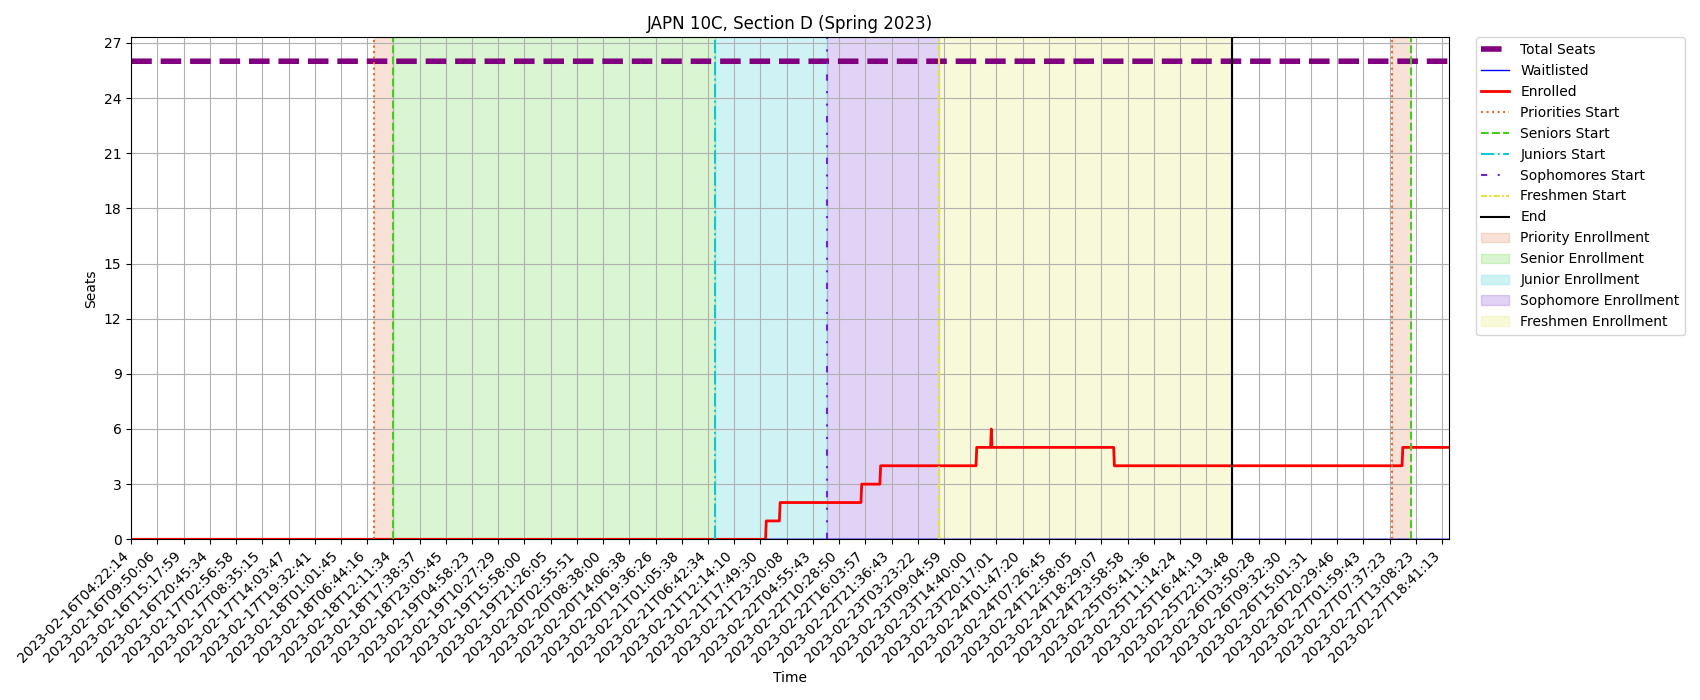 JAPN 10C, Section D (Spring 2023)
27
24
21
18
15
12
9
6
3
0
Seats
2023-02-16T04:22:14
2023-02-16T09:50:06
2023-02-16T15:17:59
2023-02-16T20:45:34
2023-02-17T02:56:58
2023-02-17T08:35:15
2023-02-17T14:03:47
2023-02-17T19:32:41
2023-02-18T01:01:45
2023-02-18T06:44:16
2023-02-18T12:11:34
2023-02-18T17:38:37
2023-02-18T23:05:45
2023-02-19T04:58:23
2023-02-19T10:27:29
2023-02-19T15:58:00
2023-02-19T21:26:05
2023-02-20T02:55:51
2023-02-20T08:38:00
2023-02-20T14:06:38
2023-02-20T19:36:26
2023-02-21T01:05:38
2023-02-21T06:42:34
2023-02-21T12:14:10
2023-02-21T17:49:30
2023-02-21T23:20:08
2023-02-22T04:55:43
2023-02-22T10:28:50
2023-02-22T16:03:57
2023-02-22T21:36:43
2023-02-23T03:23:22
2023-02-23T09:04:59
2023-02-23T14:40:00
2023-02-23T20:17:01
2023-02-24T01:47:20
2023-02-24T07:26:45
2023-02-24T12:58:05
2023-02-24T18:29:07
2023-02-24T23:58:58
2023-02-25T05:41:36
2023-02-25T11:14:24
2023-02-25T16:44:19
2023-02-25T22:13:48
2023-02-26T03:50:28
2023-02-26T09:32:30
2023-02-26T15:01:31
2023-02-26T20:29:46
2023-02-27T01:59:43
2023-02-27T07:37:23
2023-02-27T13:08:23
2023-02-27T18:41:13
Time
Total Seats
Waitlisted
Enrolled
Priorities Start
Seniors Start
Juniors Start
Sophomores Start
Freshmen Start
End
Priority Enrollment
Senior Enrollment
Junior Enrollment
Sophomore Enrollment
Freshmen Enrollment